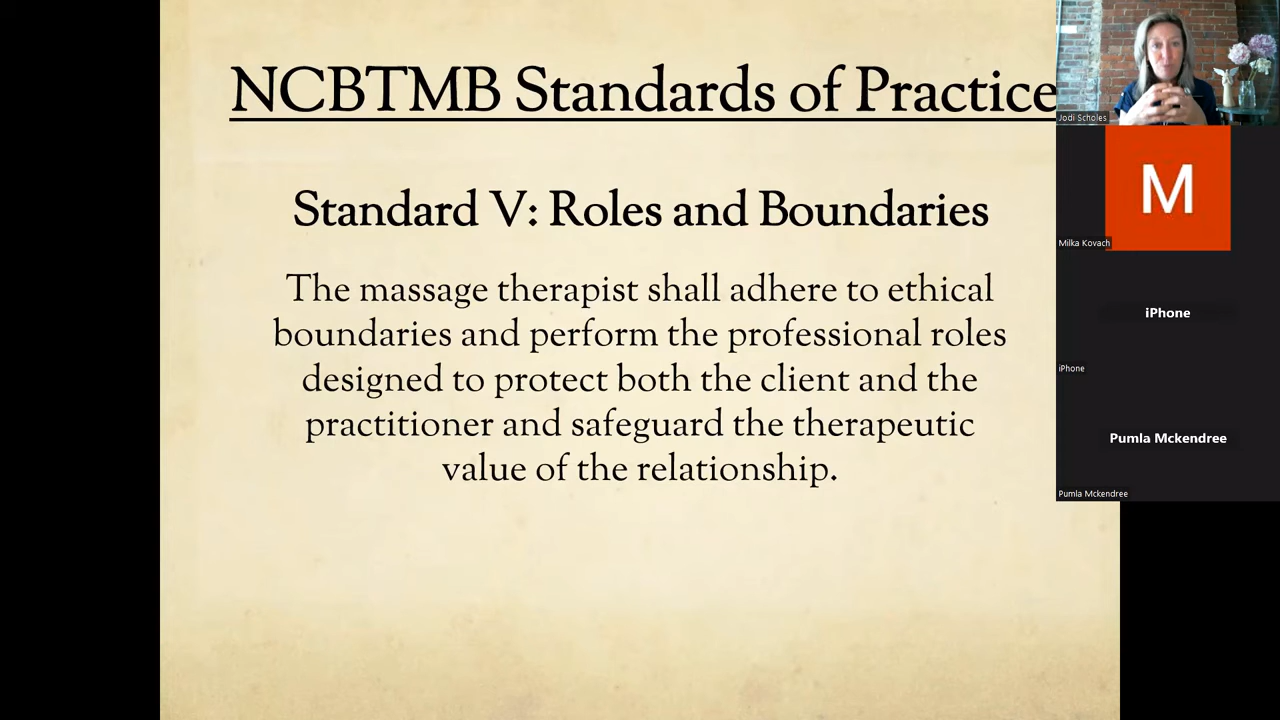 NCBTMB Standards of Practice
Standard V: Roles and Boundaries
The massage therapist shall adhere to ethical
boundaries and perform the professional roles
designed to protect both the client and the
practitioner and safeguard the therapeutic
value of the relationship.
Jodi Scholes
M
Milka Kovach
iPhone
iPhone
Pumla Mckendree
Pumla Mckendree